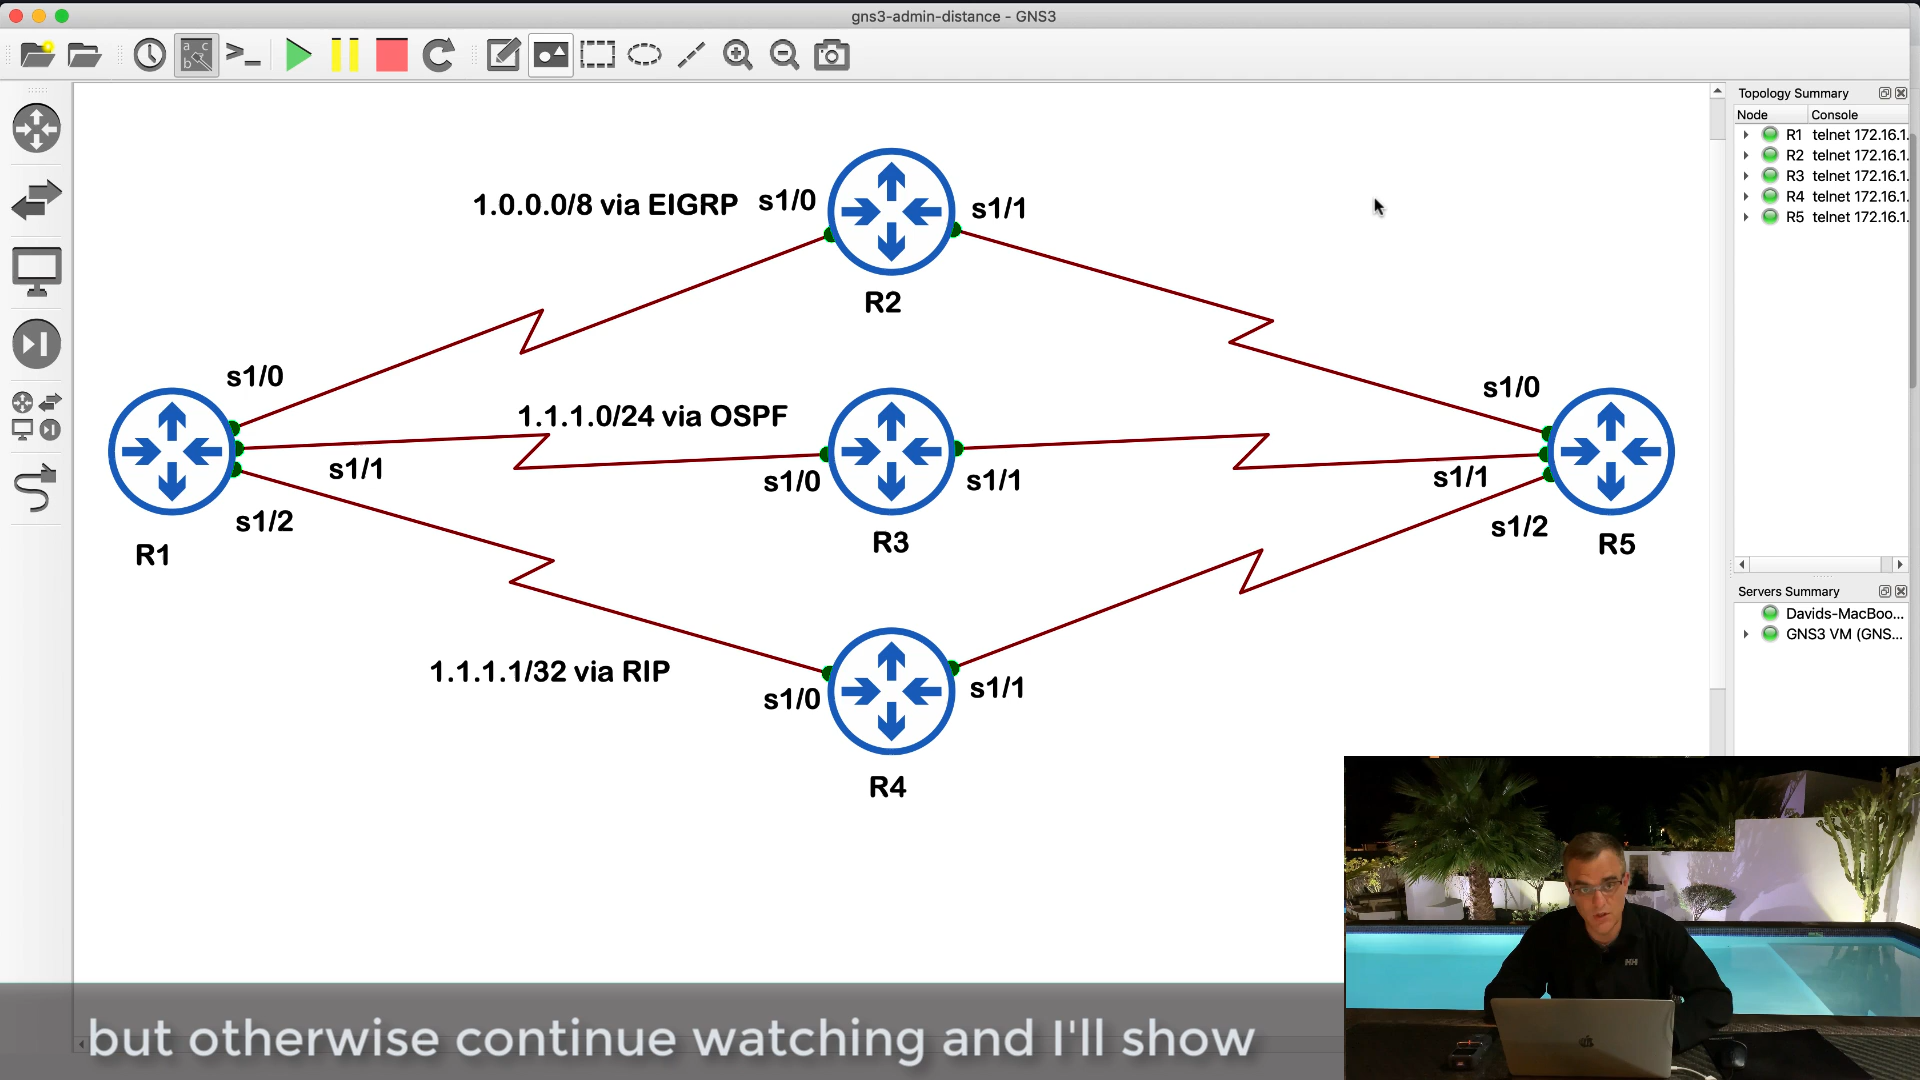 gns3-admin-distance - GNS3
Topology Summary
Node Console
R1 telnet 172.16.1.
R2 telnet 172.16.1.
R3 telnet 172.16.1.
R4 telnet 172.16.1.
R5 telnet 172.16.1.
1.0.0.0/8 via EIGRP
s1/0
s1/1
R2
s1/0
s1/0
1.1.1.0/24 via OSPF
s1/1
s1/0
s1/1
s1/1
s1/2
s1/2
R1
R3
R5
1.1.1.1/32 via RIP
s1/0
s1/1
R4
Servers Summary
Davids-MacBoo...
GNS3 VM (GNS...
HH
but otherwise continue watching and I'll show